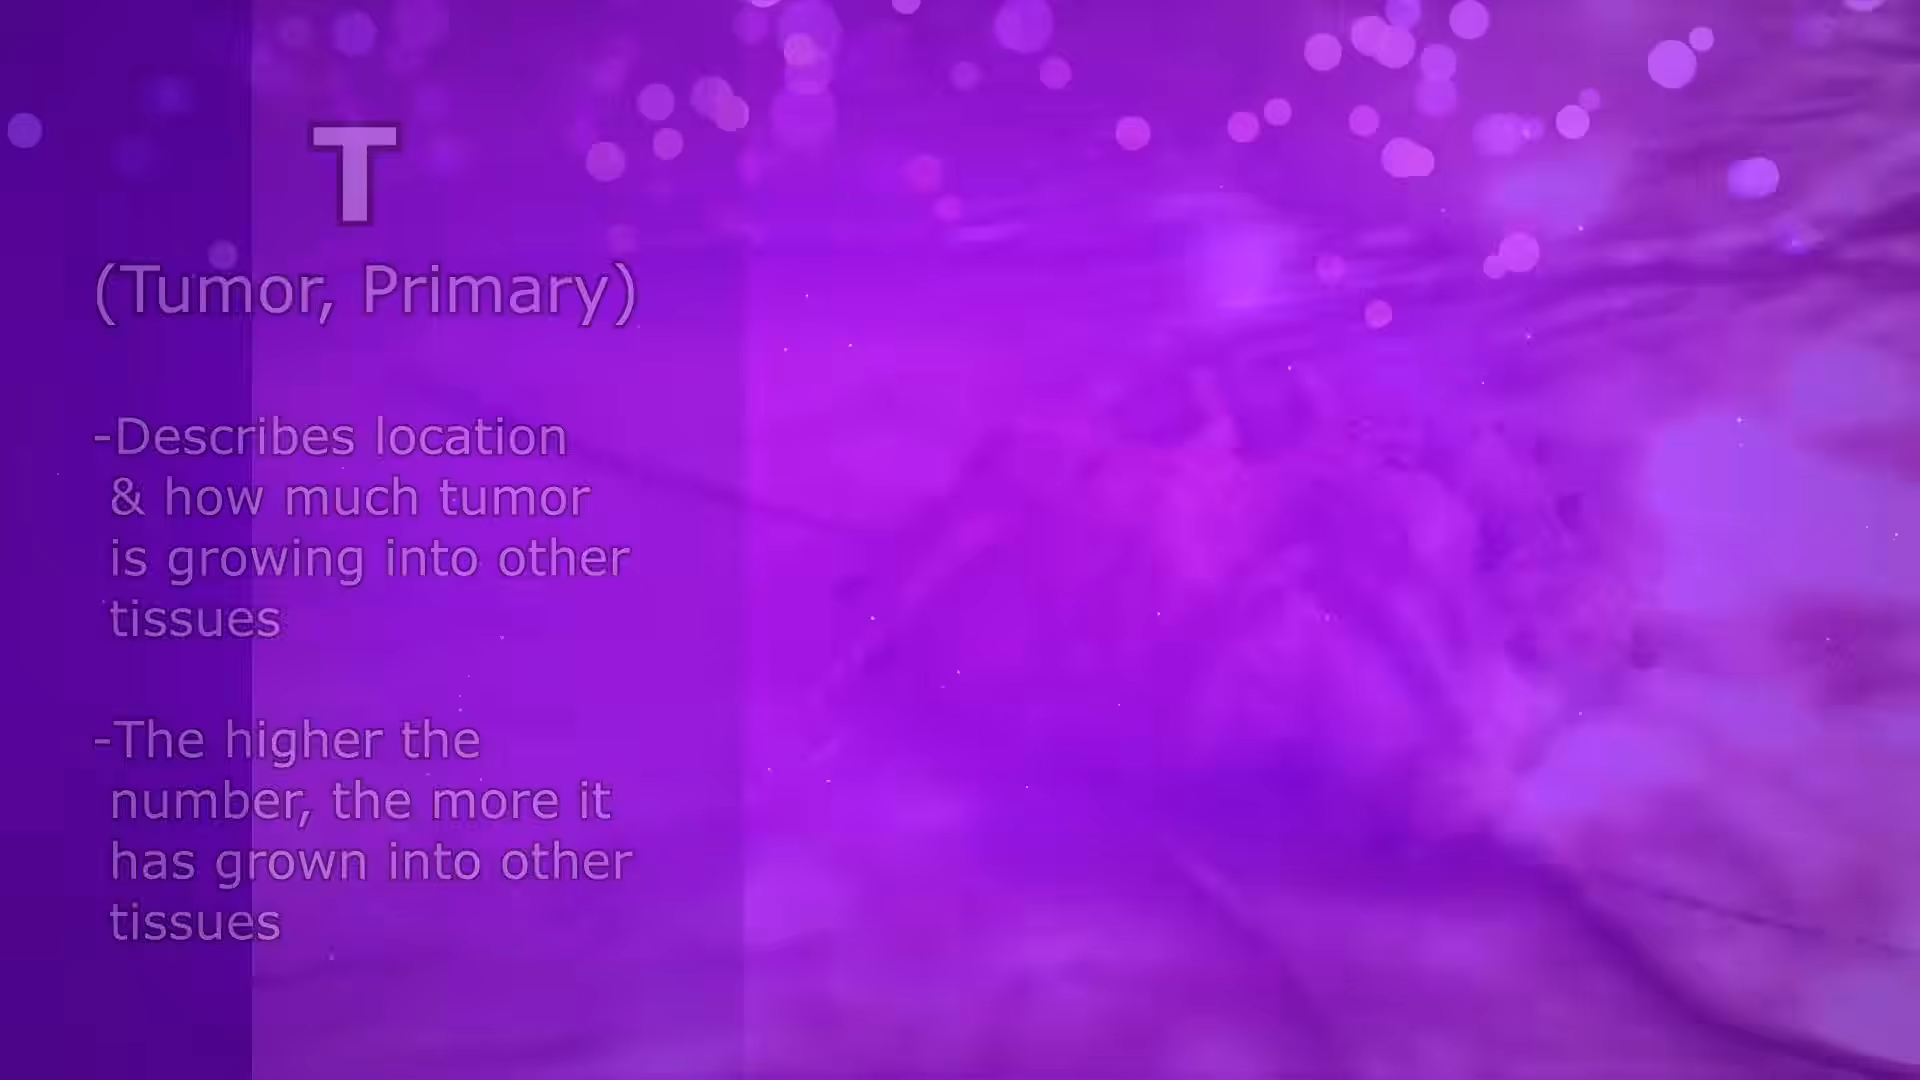 T
(Tumor, Primary)
-Describes location
& how much tumor
is growing into other
tissues
-The higher the
number, the more it
has grown into other
tissues